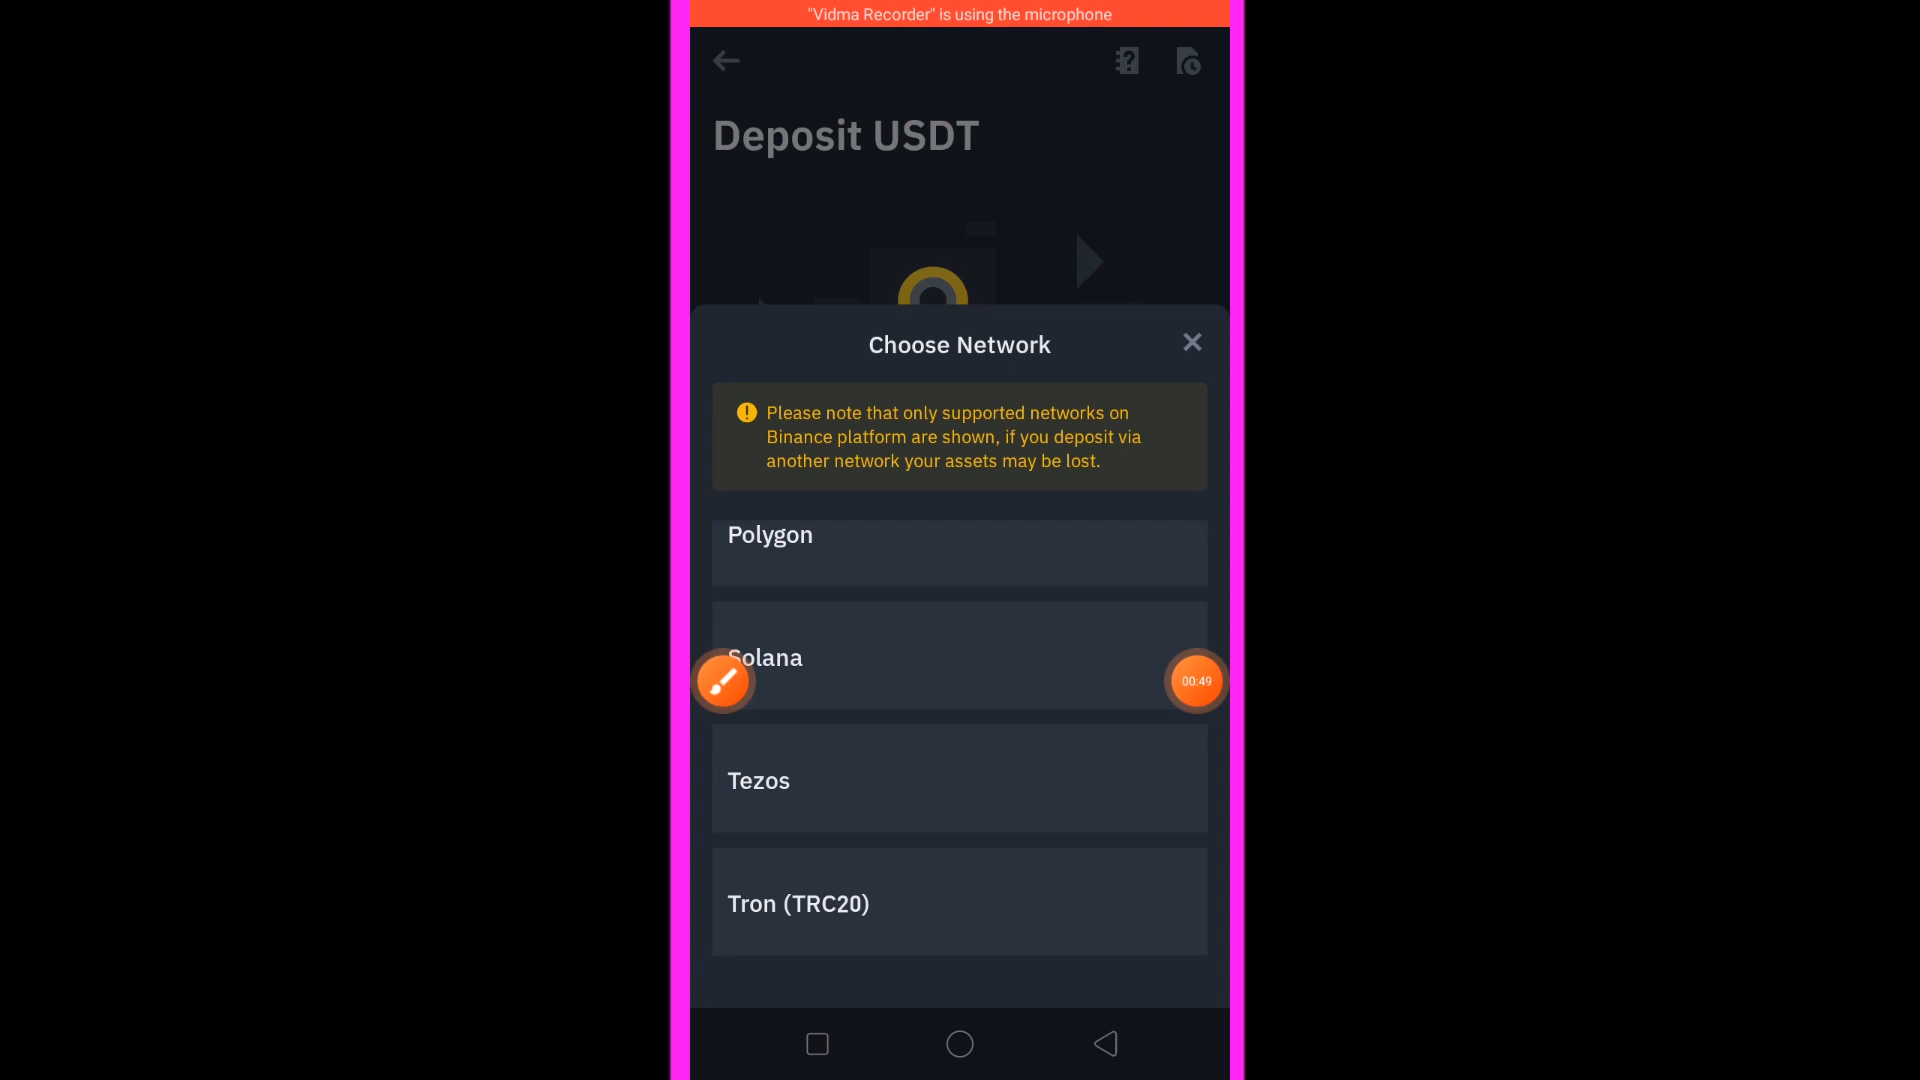 "Vidma Recorder" is using the microphone
Deposit USDT
Choose Network
Please note that only supported networks on
Binance platform are shown, if you deposit via
another network your assets may be lost.
Polygon
Solana
00:49
Tezos
Tron (TRC20)